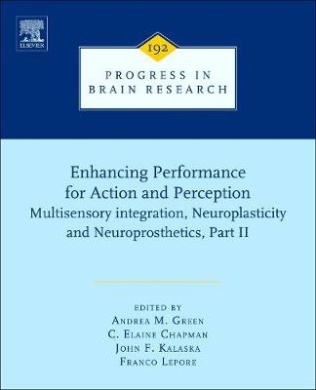 ELSEVIER
192
PROGRESS IN
BRAIN RESEARCH
Enhancing Performance
for Action and Perception
Multisensory integration, Neuroplasticity
and Neuroprosthetics, Part II
EDITED BY
ANDREA M. GREEN
C. ELAINE CHAPMAN
JOHN F. KALASKA
FRANCO LEPORE